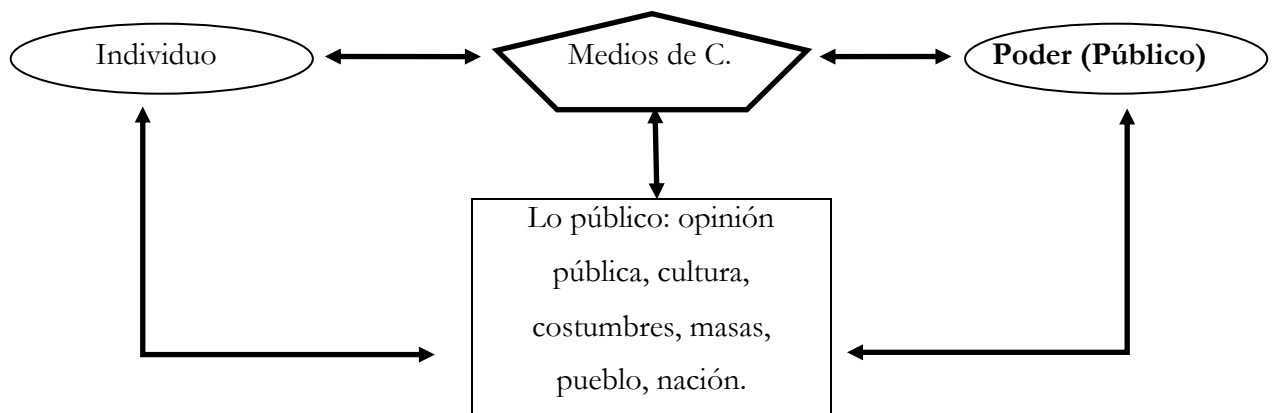 Individuo
Medios de C.
Poder (Público)
Lo público: opinión
pública, cultura,
costumbres, masas,
pueblo, nación.